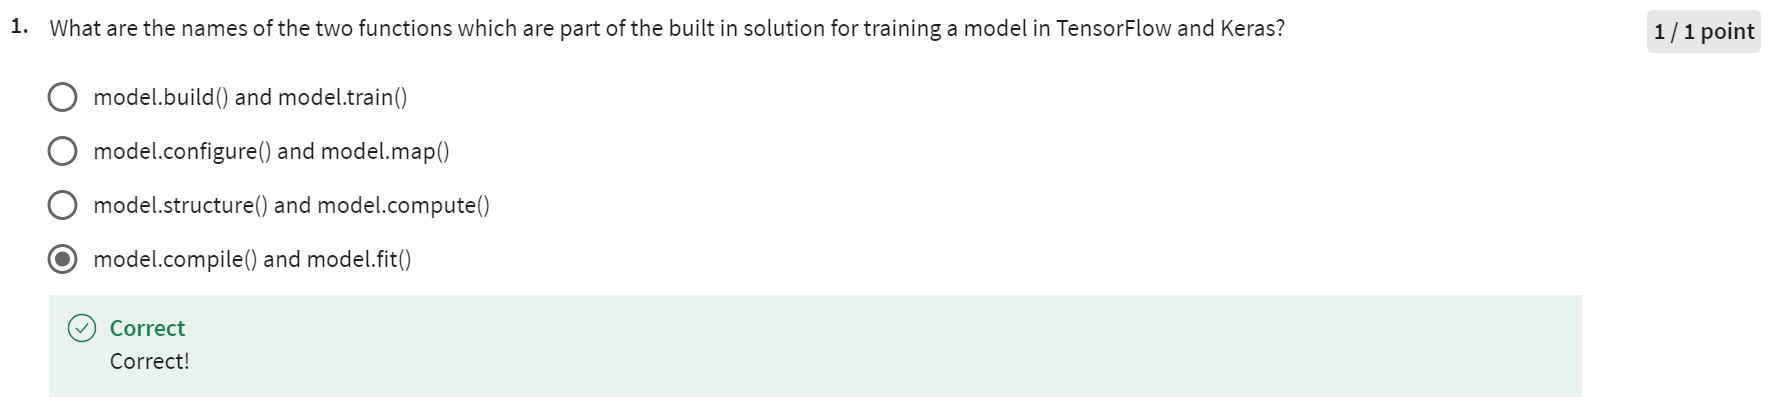 1. What are the names of the two functions which are part of the built in solution for training a model in TensorFlow and Keras?
1 / 1 point
model.build() and model.train()
model.configure() and model.map()
model.structure() and model.compute()
model.compile() and model.fit()
Correct
Correct!